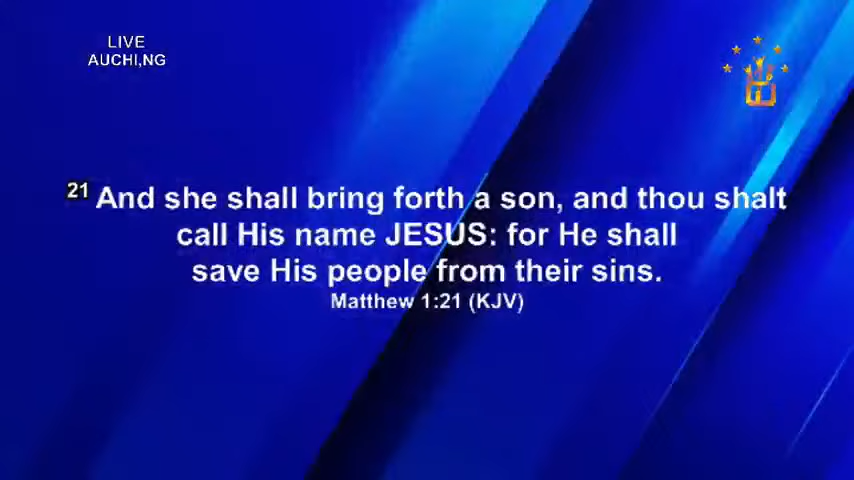 LIVE
AUCHI,NG
21 And she shall bring forth a son, and thou shalt
call His name JESUS: for He shall
save His people from their sins.
Matthew 1:21 (KJV)